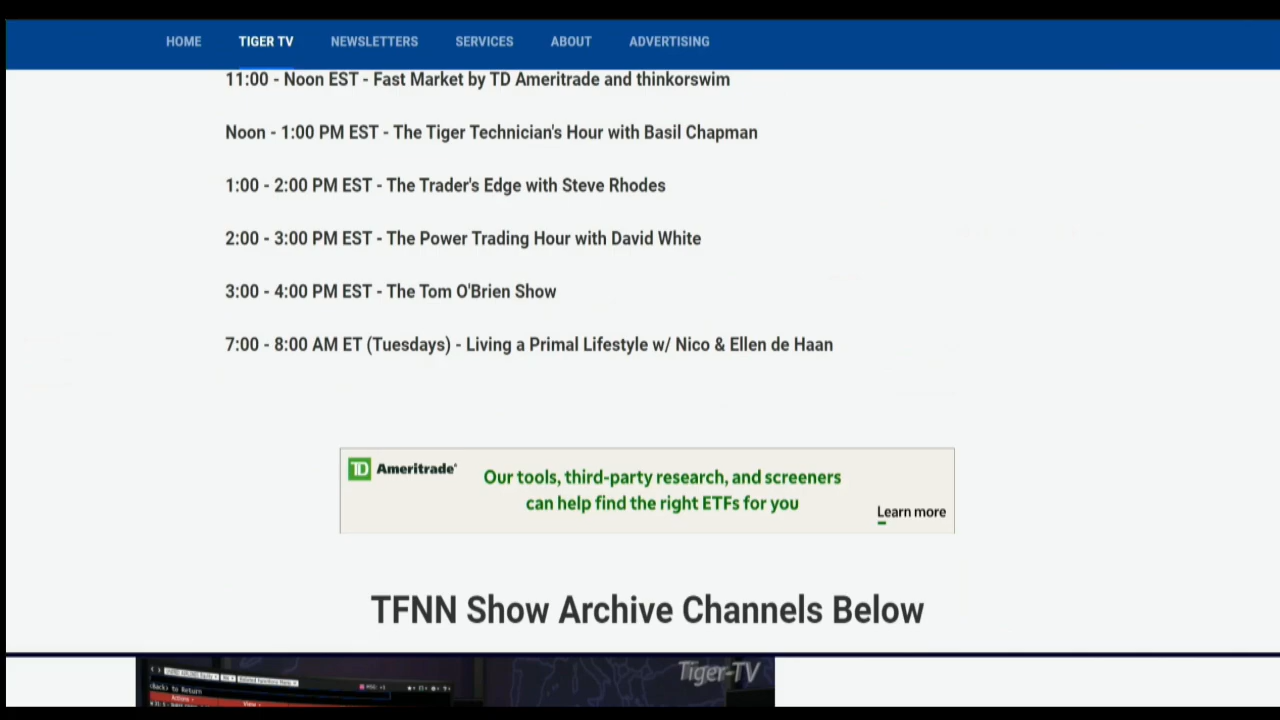 HOME TIGER TV NEWSLETTERS SERVICES ABOUT ADVERTISING
11:00 - Noon EST - Fast Market by TD Ameritrade and thinkorswim
Noon - 1:00 PM EST - The Tiger Technician's Hour with Basil Chapman
1:00 - 2:00 PM EST - The Trader's Edge with Steve Rhodes
2:00 - 3:00 PM EST - The Power Trading Hour with David White
3:00 - 4:00 PM EST - The Tom O'Brien Show
7:00 - 8:00 AM ET (Tuesdays) - Living a Primal Lifestyle w/ Nico & Ellen de Haan
TD Ameritrade
Our tools, third-party research, and screeners
can help find the right ETFs for you
Learn more
TFNN Show Archive Channels Below
Tiger-TV
to Return